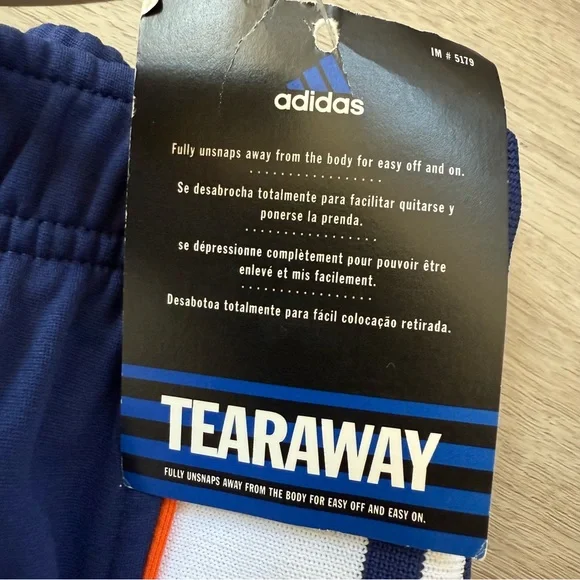 IM # 5179
adidas
Fully unsnaps away from the body for easy off and on.
Se desabrocha totalmente para facilitar quitarse y
ponerse la prenda.
se dépressionne complètement pour pouvoir être
enlevé et mis facilement.
Desabotoa totalmente para fácil colocação retirada.
TEARAWAY
FULLY UNSNAPS AWAY FROM THE BODY FOR EASY OFF AND EASY ON.